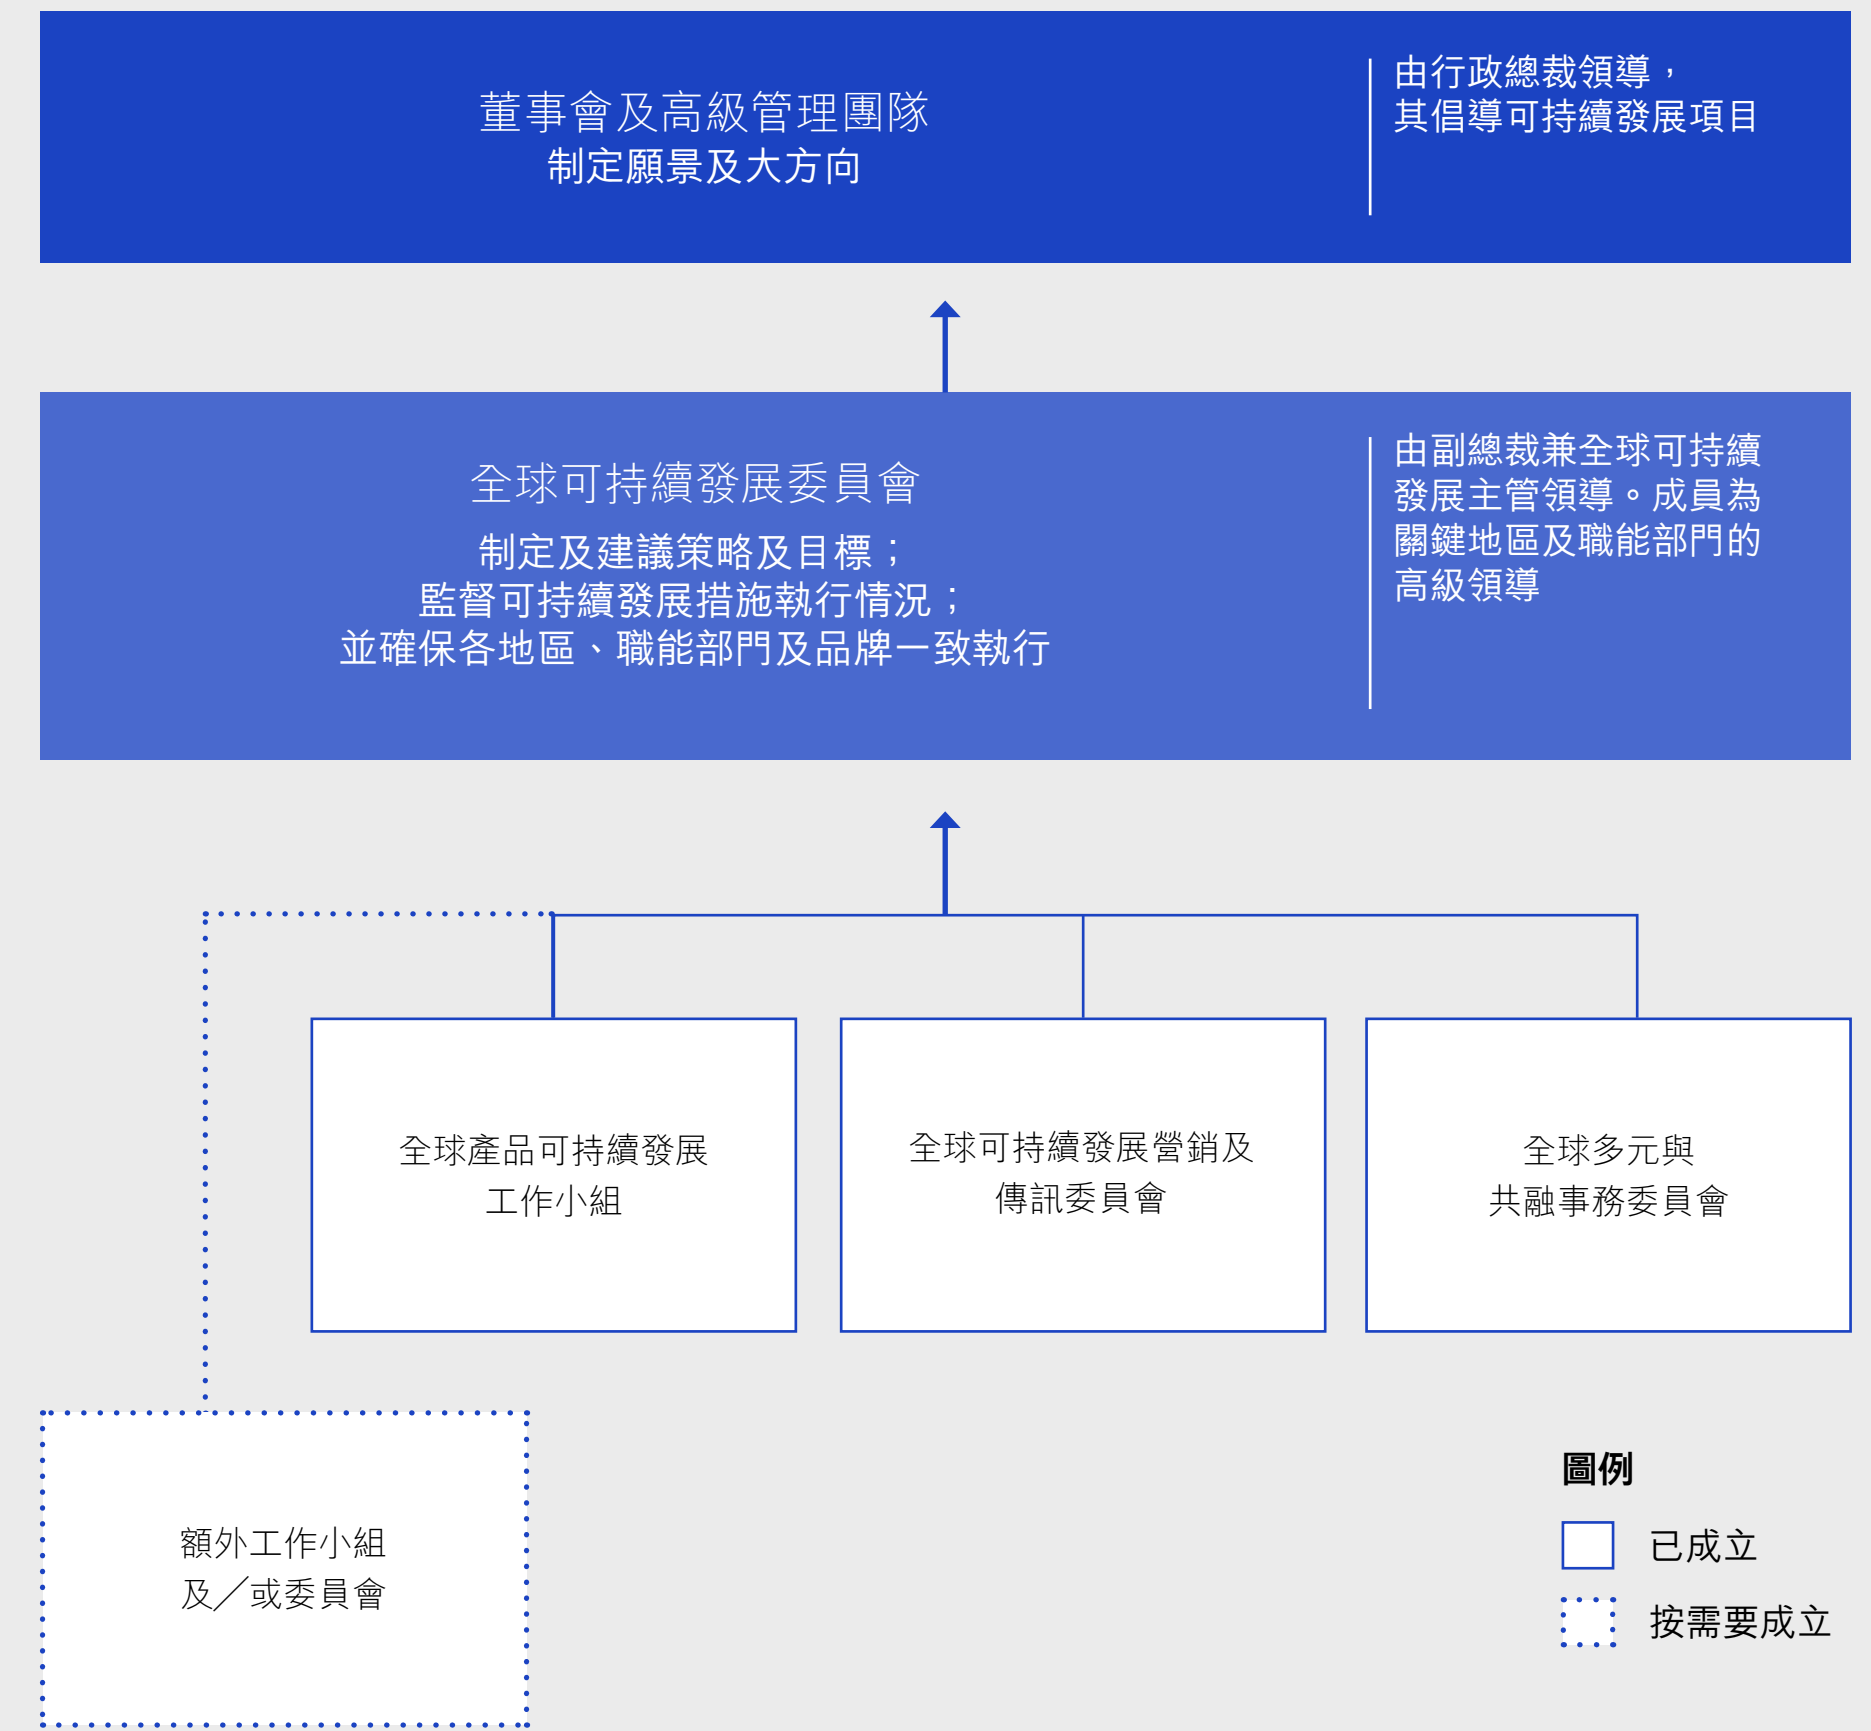 董事會及高級管理團隊
制定願景及大方向
由行政總裁領導，
其倡導可持續發展項目
全球可持續發展委員會
制定及建議策略及目標；
監督可持續發展措施執行情況；
並確保各地區、職能部門及品牌一致執行
由副總裁兼全球可持續
發展主管領導。成員為
關鍵地區及職能部門的
高級領導
全球產品可持續發展
工作小組
全球可持續發展營銷及
傳訊委員會
全球多元與
共融事務委員會
額外工作小組
及／或委員會
圖例
已成立
按需要成立